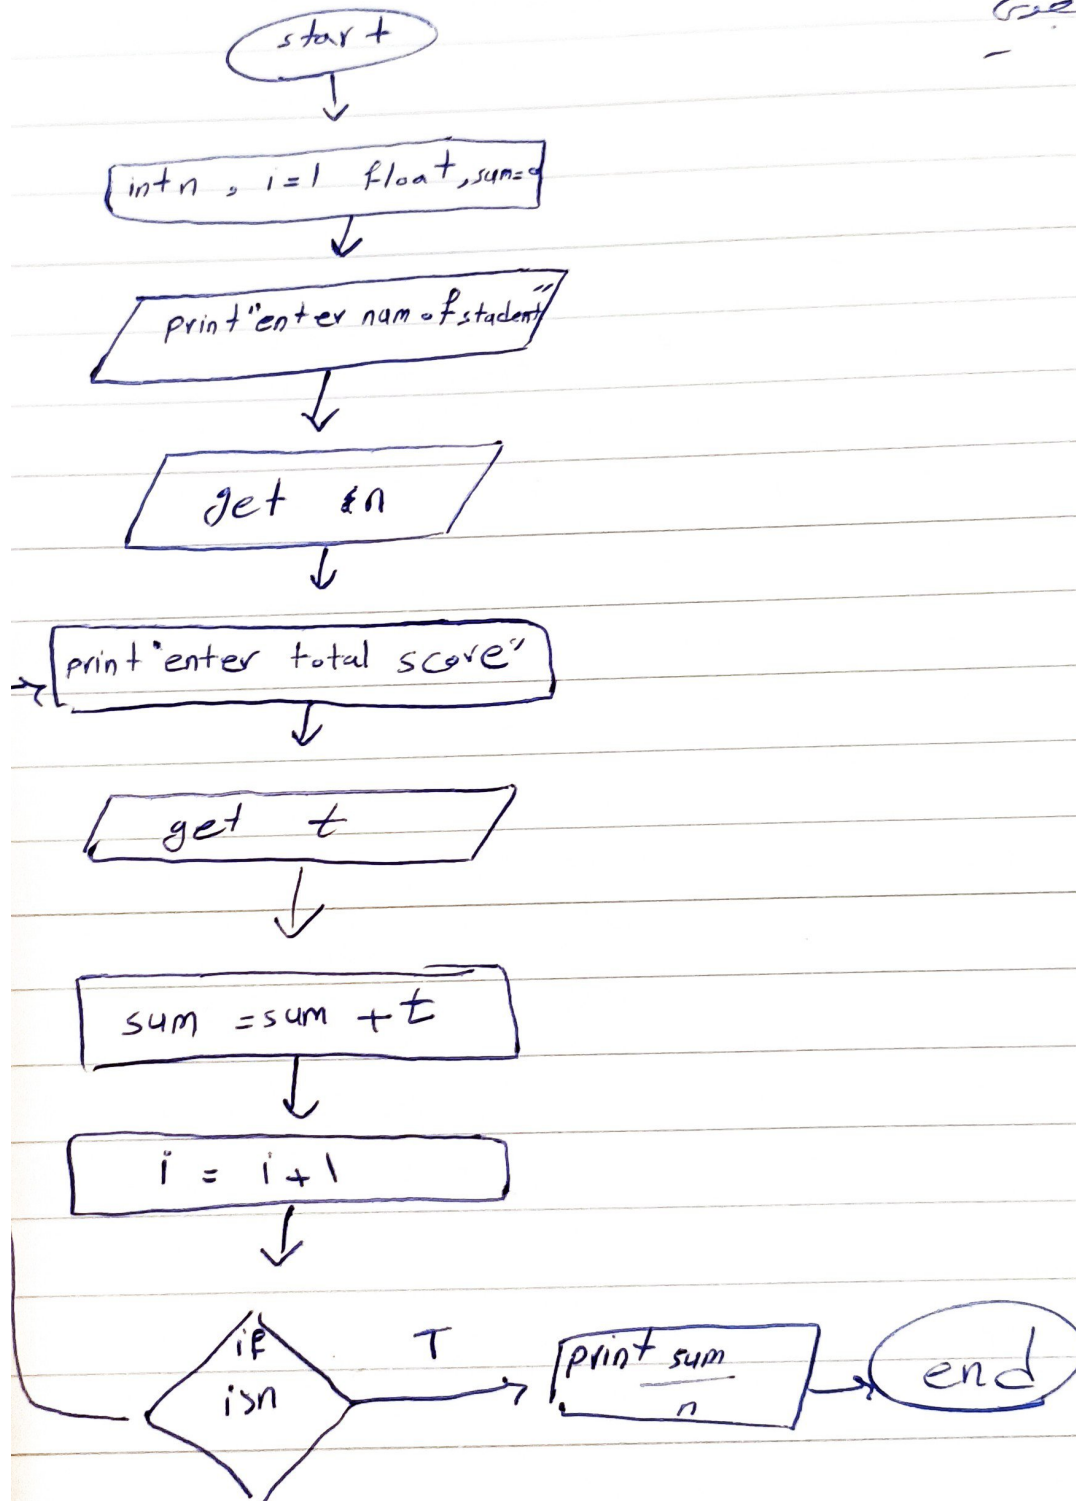 start
int n , i=1 float, sum=0
print "enter nam of student"
get n
print "enter total score"
get t
sum = sum + t
i = i + 1
if
T
print sum
n
end